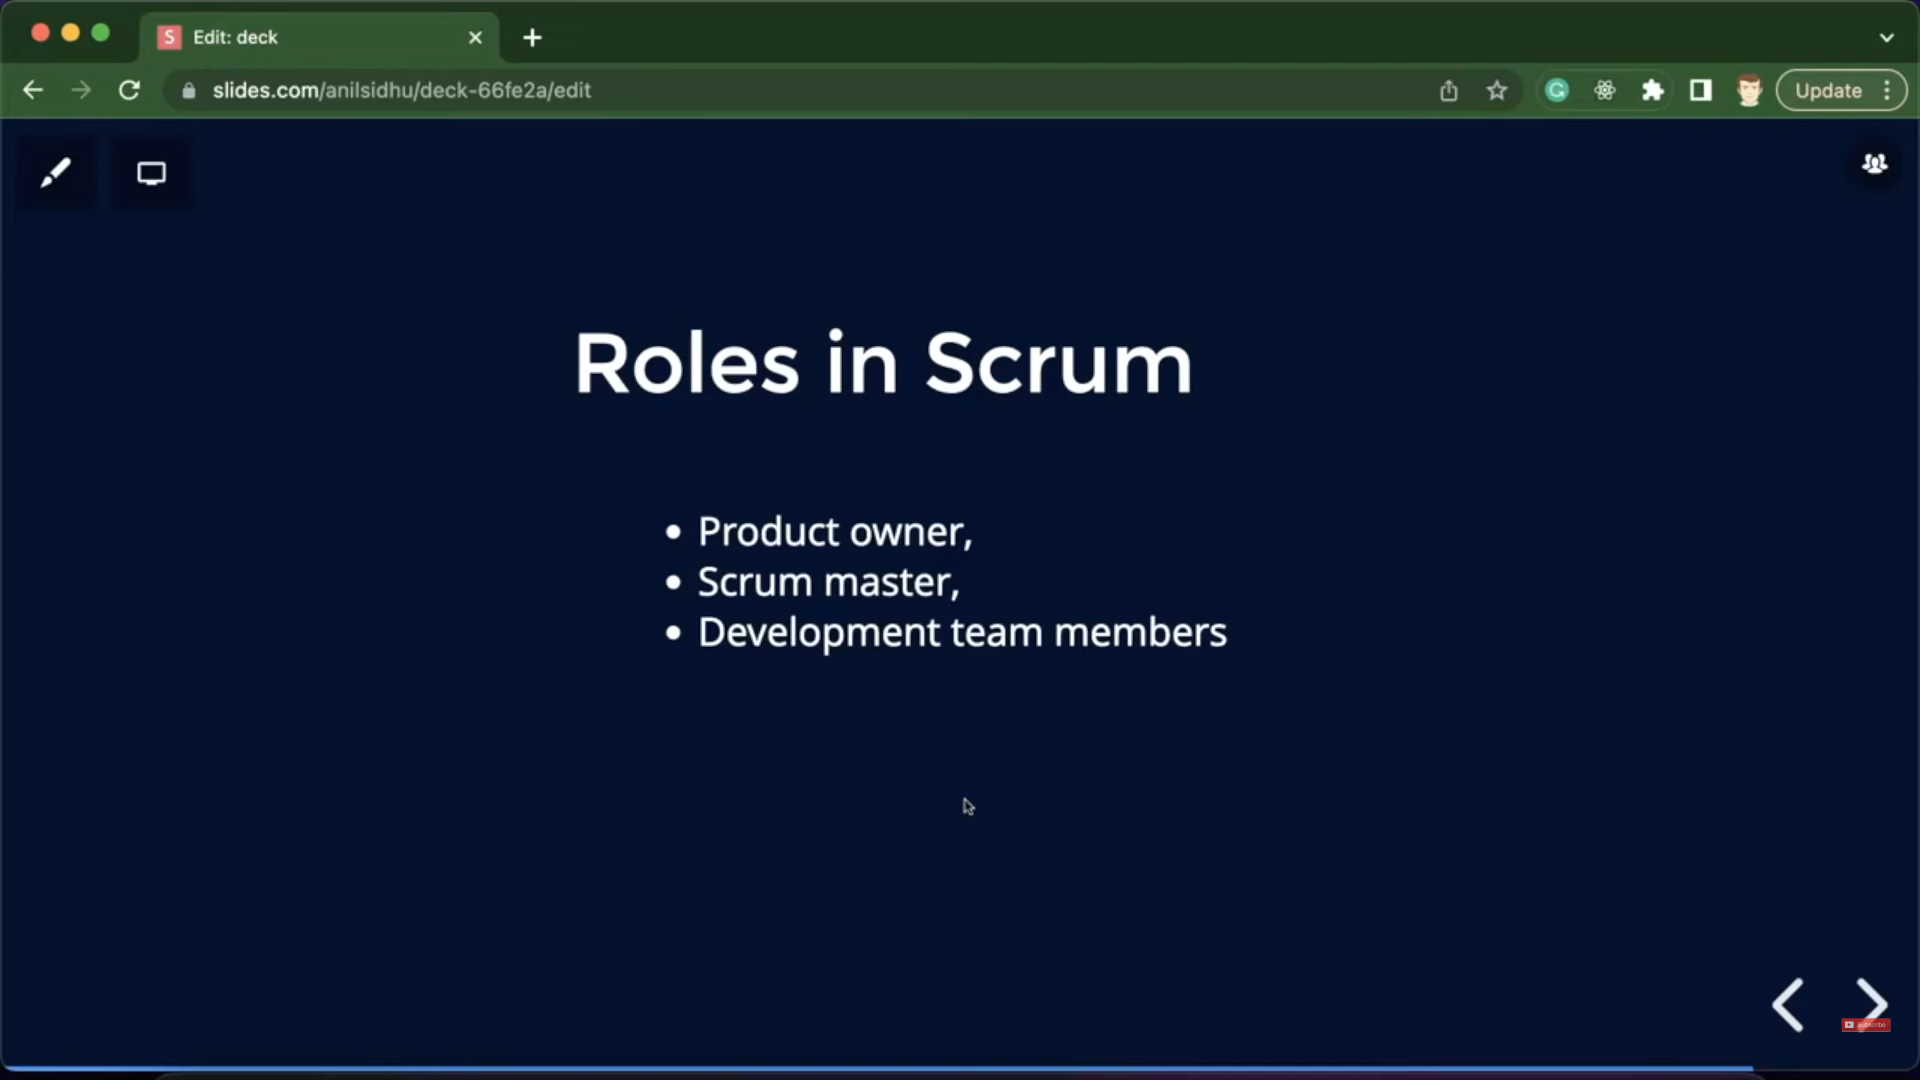 S Edit: deck
slides.com/anilsidhu/deck-66fe2a/edit
Update
Roles in Scrum
• Product owner,
• Scrum master,
• Development team members
Subscribe